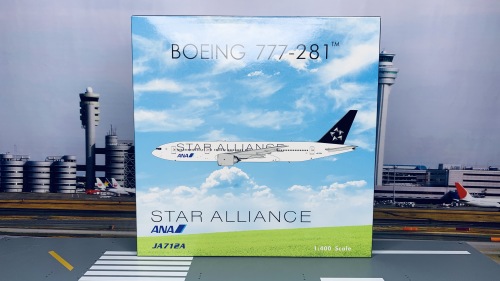 BOEING 777-281™
STAR ALLIANCE
ANA
STAR ALLIANCE
ANA
JA712A
1:400 Scale